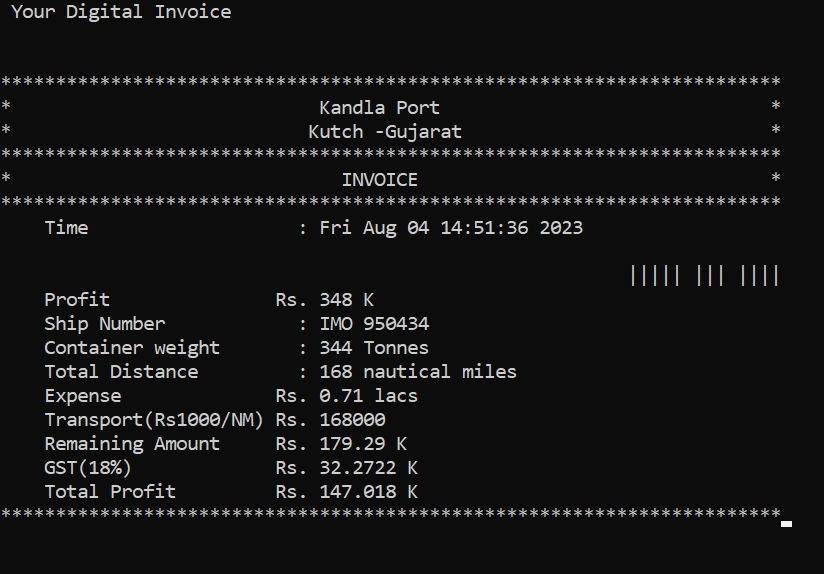 Your Digital Invoice
***********************************************************************
* Kandla Port *
* Kutch -Gujarat *
***********************************************************************
* INVOICE *
***********************************************************************
Time : Fri Aug 04 14:51:36 2023
||||| ||| ||||
Profit Rs. 348 K
Ship Number : IMO 950434
Container weight : 344 Tonnes
Total Distance : 168 nautical miles
Expense Rs. 0.71 lacs
Transport(Rs1000/NM) Rs. 168000
Remaining Amount Rs. 179.29 K
GST(18%) Rs. 32.2722 K
Total Profit Rs. 147.018 K
***********************************************************************